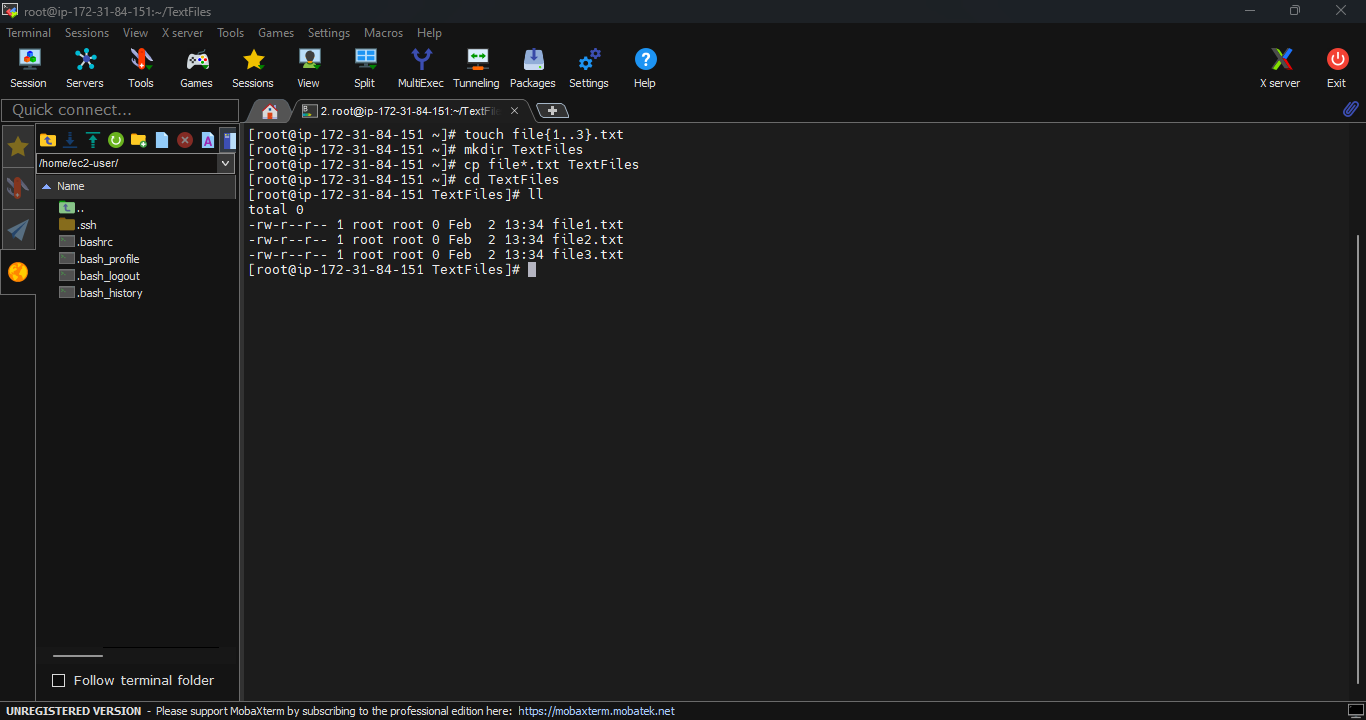 root@ip-172-31-84-151:~/TextFiles
Terminal Sessions View X server Tools Games Settings Macros Help
Session Servers Tools Games Sessions View Split MultiExec Tunneling Packages Settings Help X server Exit
Quick connect...
2. root@ip-172-31-84-151:~/TextFil
/home/ec2-user/
Name
..
.ssh
.bashrc
.bash_profile
.bash_logout
.bash_history
[root@ip-172-31-84-151 ~]# touch file{1..3}.txt
[root@ip-172-31-84-151 ~]# mkdir TextFiles
[root@ip-172-31-84-151 ~]# cp file*.txt TextFiles
[root@ip-172-31-84-151 ~]# cd TextFiles
[root@ip-172-31-84-151 TextFiles]# ll
total 0
-rw-r--r-- 1 root root 0 Feb  2 13:34 file1.txt
-rw-r--r-- 1 root root 0 Feb  2 13:34 file2.txt
-rw-r--r-- 1 root root 0 Feb  2 13:34 file3.txt
[root@ip-172-31-84-151 TextFiles]#
Follow terminal folder
UNREGISTERED VERSION - Please support MobaXterm by subscribing to the professional edition here: https://mobaxterm.mobatek.net